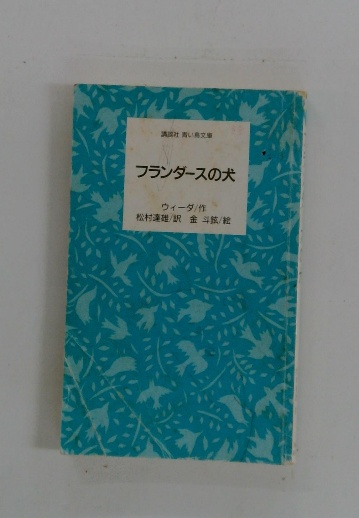 講談社 青い鳥文庫
フランダースの犬
ウィーダ/作
松村達雄/訳 金 斗鉉/絵